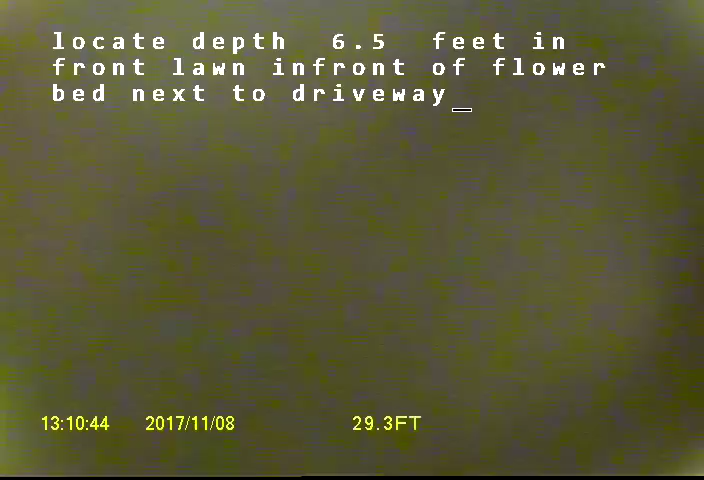 locate depth 6.5 feet in
front lawn infront of flower
bed next to driveway_
13:10:44 2017/11/08 29.3FT